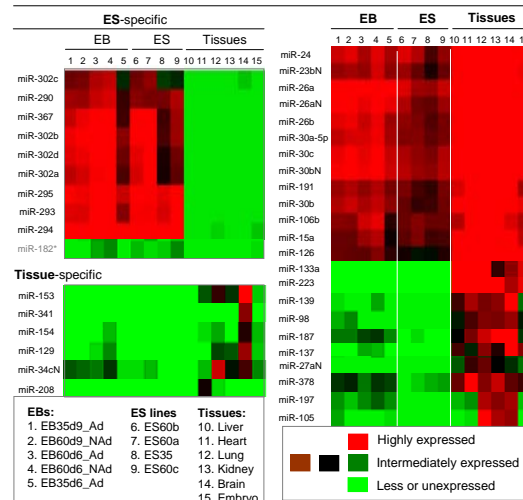 ES-specific
EB ES Tissues
1 2 3 4 5 6 7 8 9 10 11 12 13 14 15
miR-302c
miR-290
miR-367
miR-302b
miR-302d
miR-302a
miR-295
miR-293
miR-294
miR-182*
Tissue-specific
miR-153
miR-341
miR-154
miR-129
miR-34cN
miR-208
EBs:
1. EB35d9_Ad
2. EB60d9_NAd
3. EB60d6_Ad
4. EB60d6_NAd
5. EB35d6_Ad
ES lines
6. ES60b
7. ES60a
8. ES35
9. ES60c
Tissues:
10. Liver
11. Heart
12. Lung
13. Kidney
14. Brain
15. Embryo
EB ES Tissues
1 2 3 4 5 6 7 8 9 10 11 12 13 14
miR-24
miR-23bN
miR-26a
miR-26aN
miR-26b
miR-30a-5p
miR-30c
miR-30bN
miR-191
miR-30b
miR-106b
miR-15a
miR-126
miR-133a
miR-223
miR-139
miR-98
miR-187
miR-137
miR-27aN
miR-378
miR-197
miR-105
Highly expressed
Intermediately expressed
Less or unexpressed